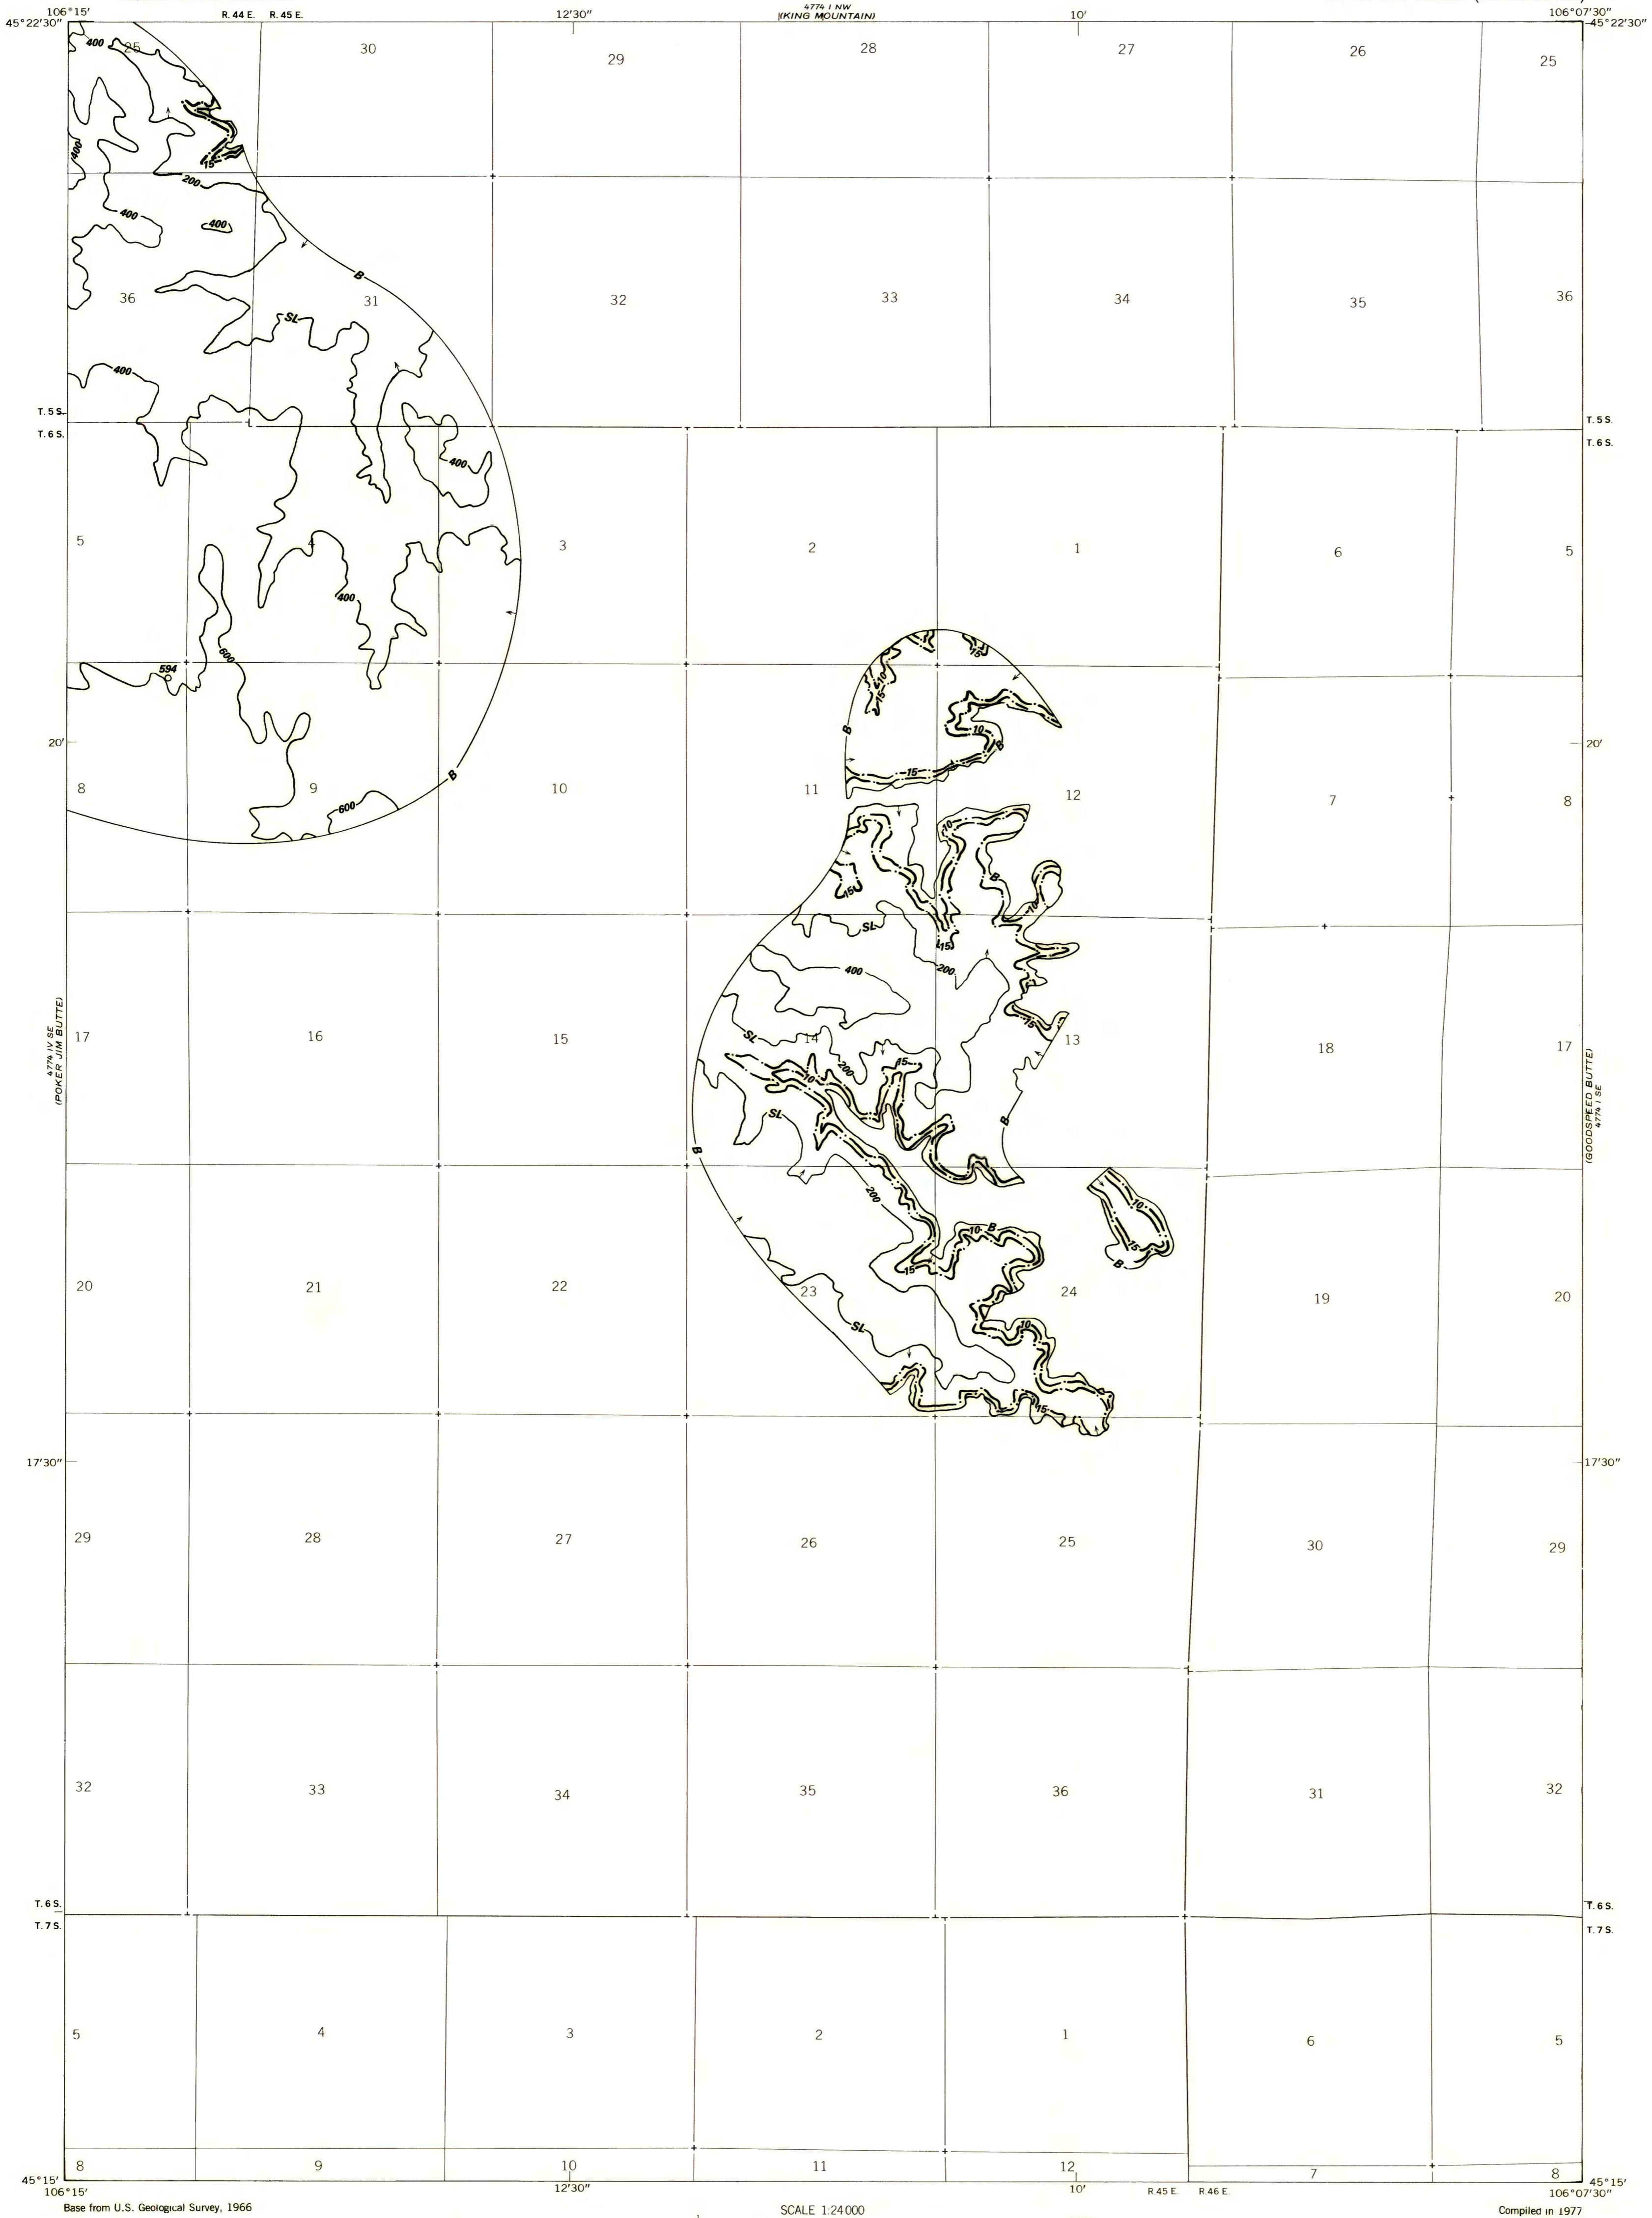 4774 I NW
106°15′ R. 44 E. R. 45 E. 12′30″ (KING MOUNTAIN) 10′ 106°07′30″
45°22′30″ 45°22′30″
400 25 30 29 28 27 26 25
400
15
200
400 400
B
36 31 32 33 34 35 36
SL
400
T. 5 S. T. 5 S.
T. 6 S. T. 6 S.
400
5 4 3 2 1 6 5
400
600 15
594 10
15
B 10 B
20′ 20′
B 15
8 9 10 11 12 7 8
600
10
B
15 10
SL
15
400 200
15
17 16 15 SL 14 13 18 17
4774 IV SE
(POKER JIM BUTTE)
(GOODSPEED BUTTE)
4774 I SE
200 15
10
SL
B B
200 10
10 B
15 15
B
20 21 22 23 24 19 20
SL 10
15
17′30″ 17′30″
29 28 27 26 25 30 29
32 33 34 35 36 31 32
T. 6 S. T. 6 S.
T. 7 S. T. 7 S.
5 4 3 2 1 6 5
8 9 10 11 12 7 8
45°15′ 45°15′
106°15′ 12′30″ 10′ R.45 E. R.46 E. 106°07′30″
Base from U.S. Geological Survey, 1966 SCALE 1:24 000 Compiled in 1977